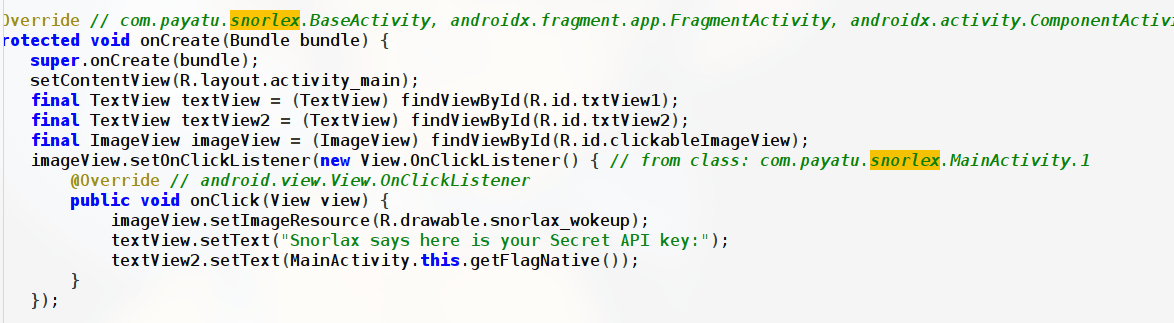 Override // com.payatu.snorlex.BaseActivity, androidx.fragment.app.FragmentActivity, androidx.activity.ComponentActivi
rotected void onCreate(Bundle bundle) {
super.onCreate(bundle);
setContentView(R.layout.activity_main);
final TextView textView = (TextView) findViewById(R.id.txtView1);
final TextView textView2 = (TextView) findViewById(R.id.txtView2);
final ImageView imageView = (ImageView) findViewById(R.id.clickableImageView);
imageView.setOnClickListener(new View.OnClickListener() { // from class: com.payatu.snorlex.MainActivity.1
@Override // android.view.View.OnClickListener
public void onClick(View view) {
imageView.setImageResource(R.drawable.snorlax_wokeup);
textView.setText("Snorlax says here is your Secret API key:");
textView2.setText(MainActivity.this.getFlagNative());
}
});